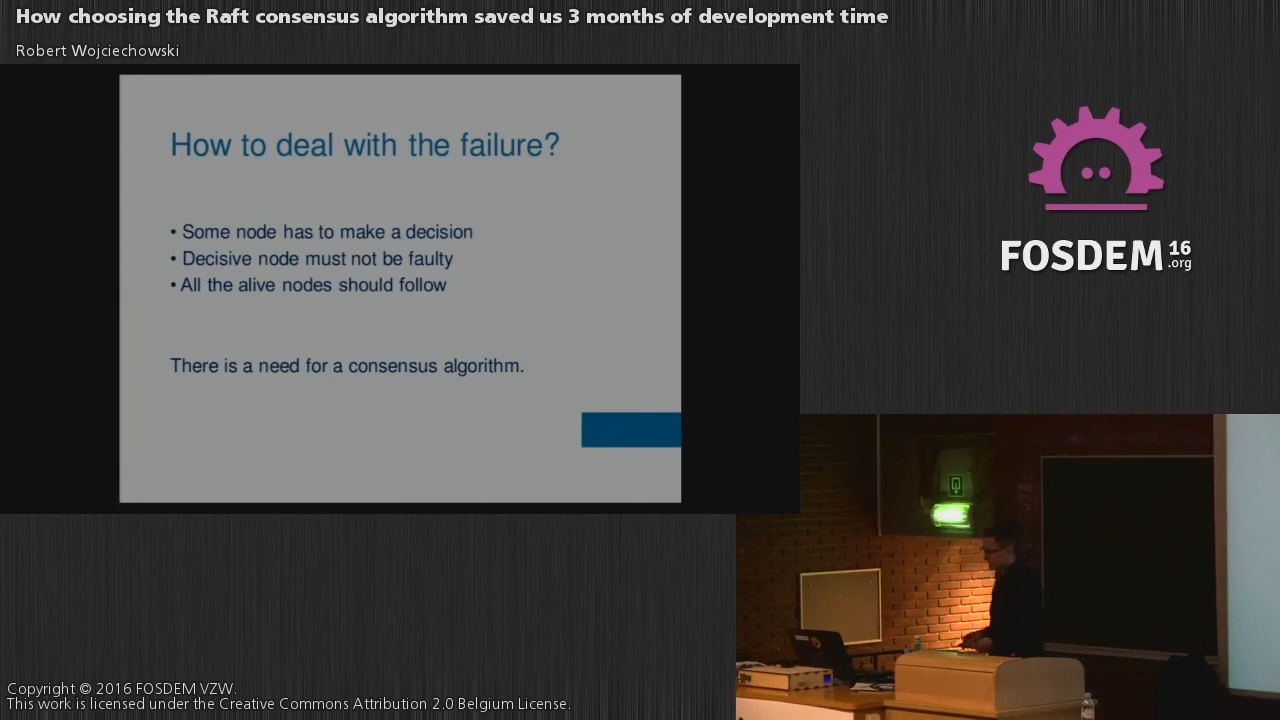 How choosing the Raft consensus algorithm saved us 3 months of development time
Robert Wojciechowski
How to deal with the failure?
• Some node has to make a decision
• Decisive node must not be faulty
• All the alive nodes should follow
There is a need for a consensus algorithm.
FOSDEM 16
.org
Copyright © 2016 FOSDEM VZW.
This work is licensed under the Creative Commons Attribution 2.0 Belgium License.